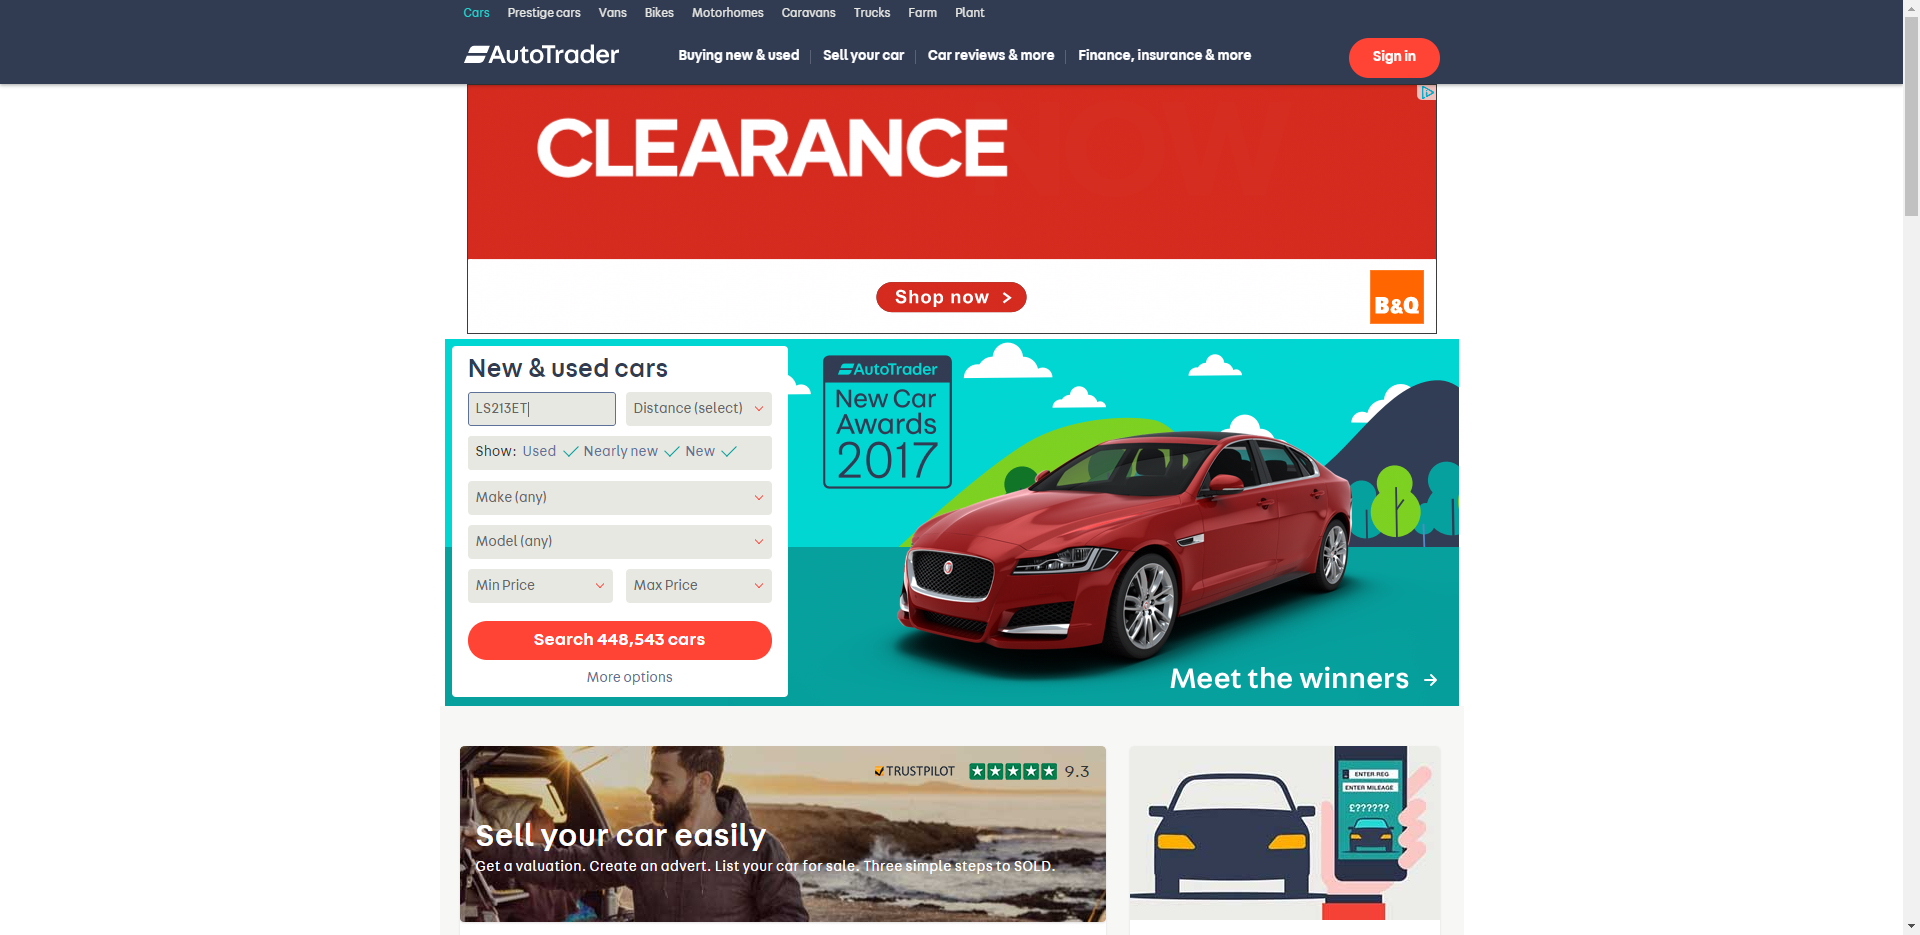 Cars Prestige cars Vans Bikes Motorhomes Caravans Trucks Farm Plant
AutoTrader
Buying new & used Sell your car Car reviews & more Finance, insurance & more
Sign in
CLEARANCE NOW
Shop now >
B&Q
New & used cars
LS213ET Distance (select)
Show: Used Nearly new New
Make (any)
Model (any)
Min Price Max Price
Search 448,543 cars
More options
AutoTrader
New Car
Awards
2017
Meet the winners →
TRUSTPILOT 9.3
Sell your car easily
Get a valuation. Create an advert. List your car for sale. Three simple steps to SOLD.
ENTER REG
ENTER MILEAGE
£??????